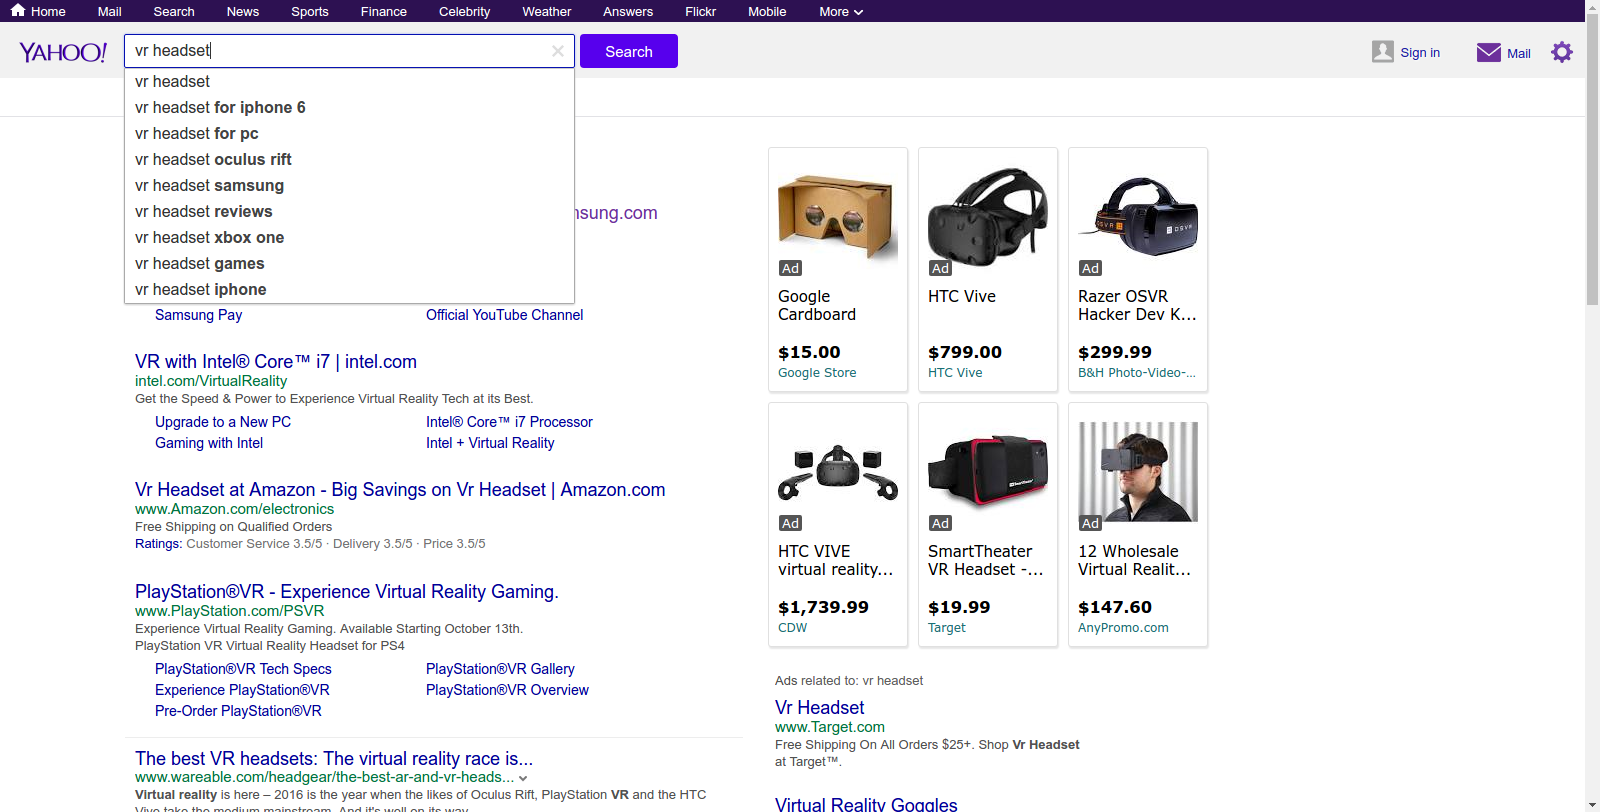 Home Mail Search News Sports Finance Celebrity Weather Answers Flickr Mobile More
YAHOO!
vr headset
Search
Sign in
Mail
vr headset
vr headset for iphone 6
vr headset for pc
vr headset oculus rift
vr headset samsung
vr headset reviews
vr headset xbox one
vr headset games
vr headset iphone
nsung.com
Samsung Pay
Official YouTube Channel
VR with Intel® Core™ i7 | intel.com
intel.com/VirtualReality
Get the Speed & Power to Experience Virtual Reality Tech at its Best.
Upgrade to a New PC
Intel® Core™ i7 Processor
Gaming with Intel
Intel + Virtual Reality
Vr Headset at Amazon - Big Savings on Vr Headset | Amazon.com
www.Amazon.com/electronics
Free Shipping on Qualified Orders
Ratings: Customer Service 3.5/5 · Delivery 3.5/5 · Price 3.5/5
PlayStation®VR - Experience Virtual Reality Gaming.
www.PlayStation.com/PSVR
Experience Virtual Reality Gaming. Available Starting October 13th.
PlayStation VR Virtual Reality Headset for PS4
PlayStation®VR Tech Specs
PlayStation®VR Gallery
Experience PlayStation®VR
PlayStation®VR Overview
Pre-Order PlayStation®VR
The best VR headsets: The virtual reality race is...
www.wareable.com/headgear/the-best-ar-and-vr-heads...
Virtual reality is here – 2016 is the year when the likes of Oculus Rift, PlayStation VR and the HTC
Vive take the medium mainstream. And it's well on its way.
Ad
Google
Cardboard
$15.00
Google Store
Ad
HTC Vive
$799.00
HTC Vive
OSVR
OSVR
Ad
Razer OSVR
Hacker Dev K...
$299.99
B&H Photo-Video-...
Ad
HTC VIVE
virtual reality...
$1,739.99
CDW
SmartTheater
Ad
SmartTheater
VR Headset -...
$19.99
Target
Ad
12 Wholesale
Virtual Realit...
$147.60
AnyPromo.com
Ads related to: vr headset
Vr Headset
www.Target.com
Free Shipping On All Orders $25+. Shop Vr Headset
at Target™.
Virtual Reality Goggles